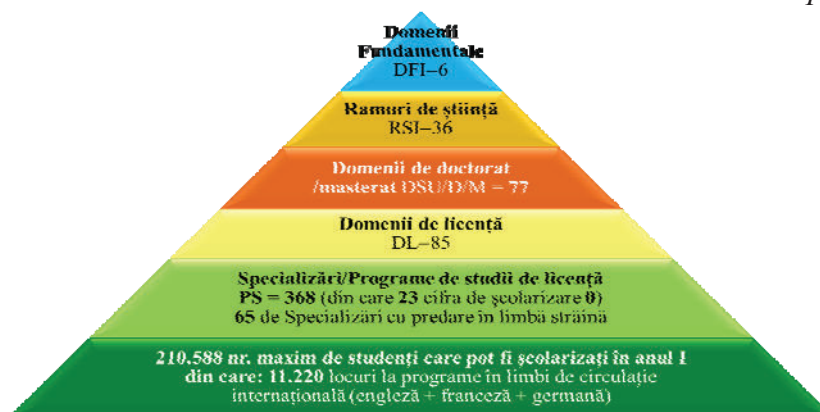 Domenii
Fundamentale
DFI–6
Ramuri de știință
RSI–36
Domenii de doctorat
/masterat DSU/D/M = 77
Domenii de licență
DL–85
Specializări/Programe de studii de licență
PS = 368 (din care 23 cifra de școlarizare 0)
65 de Specializări cu predare în limbă străină
210.588 nr. maxim de studenți care pot fi școlarizați în anul I
din care: 11.220 locuri la programe în limbi de circulație
internațională (engleză + franceză + germană)